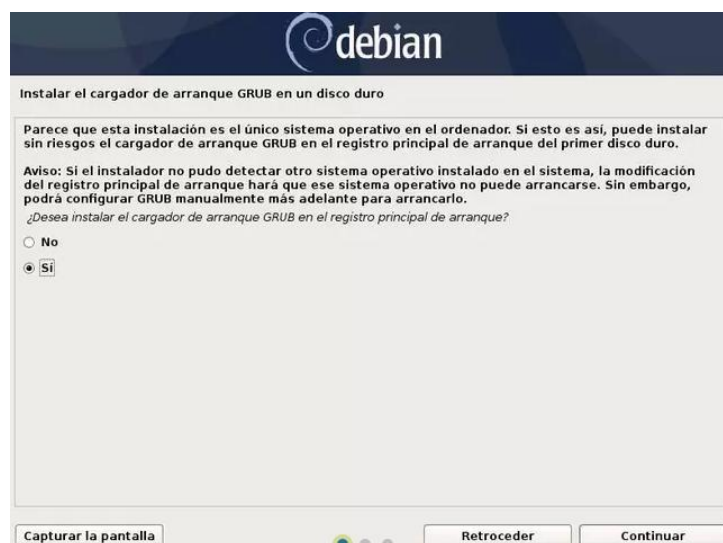 debian
Instalar el cargador de arranque GRUB en un disco duro
Parece que esta instalación es el único sistema operativo en el ordenador. Si esto es así, puede instalar
sin riesgos el cargador de arranque GRUB en el registro principal de arranque del primer disco duro.
Aviso: Si el instalador no pudo detectar otro sistema operativo instalado en el sistema, la modificación
del registro principal de arranque hará que ese sistema operativo no puede arrancarse. Sin embargo,
podrá configurar GRUB manualmente más adelante para arrancarlo.
¿Desea instalar el cargador de arranque GRUB en el registro principal de arranque?
No
Sí
Capturar la pantalla
Retroceder
Continuar